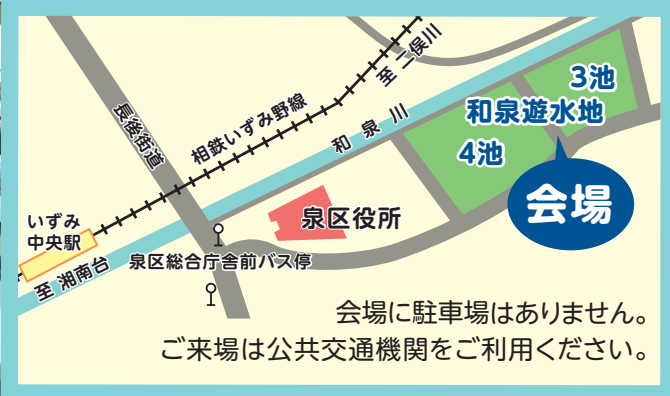 至 二俣川
3池
和泉遊水地
4池
長後街道
相鉄いずみ野線
和泉川
会場
泉区役所
いずみ
中央駅
泉区総合庁舎前バス停
至 湘南台
会場に駐車場はありません。
ご来場は公共交通機関をご利用ください。